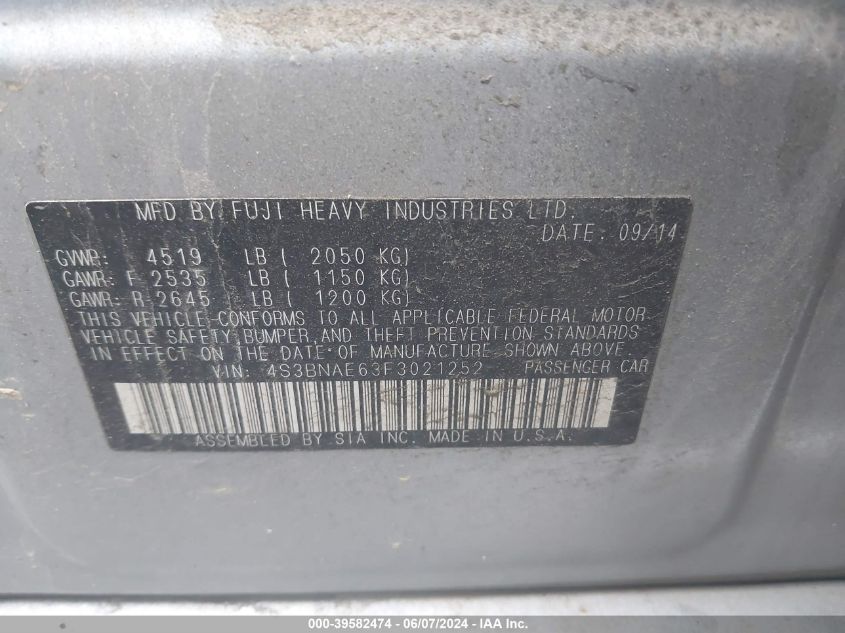 MFD BY FUJI HEAVY INDUSTRIES LTD.
DATE: 09/14
GVWR: 4519 LB ( 2050 KG)
GAWR: F 2535 LB ( 1150 KG)
GAWR: R 2645 LB ( 1200 KG)
THIS VEHICLE CONFORMS TO ALL APPLICABLE FEDERAL MOTOR
VEHICLE SAFETY, BUMPER, AND THEFT PREVENTION STANDARDS
IN EFFECT ON THE DATE OF MANUFACTURE SHOWN ABOVE.
VIN: 4S3BNAE63F3021252 PASSENGER CAR
ASSEMBLED BY SIA INC. MADE IN U.S.A.
000-39582474 | 06/07/2024 - IAA Inc.